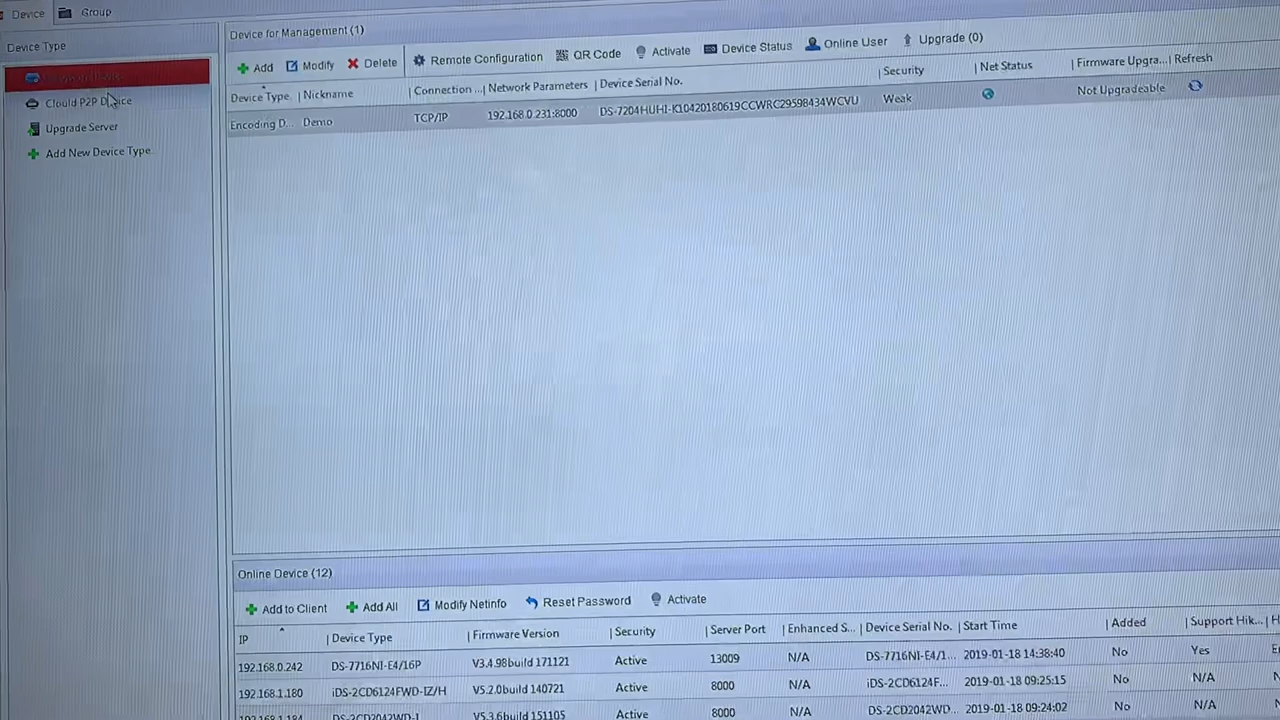 Device
Group
Device Type
Clould P2P Device
Upgrade Server
Add New Device Type
Device for Management (1)
Add Modify Delete Remote Configuration QR Code Activate Device Status Online User Upgrade (0)
Device Type Nickname Connection ... Network Parameters Device Serial No. Security Net Status Firmware Upgra... Refresh
Encoding D... Demo TCP/IP 192.168.0.231:8000 DS-7204HUHI-K10420180619CCWRC29598434WCVU Weak Not Upgradeable
Online Device (12)
Add to Client Add All Modify Netinfo Reset Password Activate
IP Device Type Firmware Version Security Server Port Enhanced S... Device Serial No. Start Time Added Support Hik...
192.168.0.242 DS-7716NI-E4/16P V3.4.98build 171121 Active 13009 N/A DS-7716NI-E4/1... 2019-01-18 14:38:40 No Yes
192.168.1.180 iDS-2CD6124FWD-IZ/H V5.2.0build 140721 Active 8000 N/A iDS-2CD6124F... 2019-01-18 09:25:15 No N/A
192.168.1.184 DS-2CD2042WD-I V5.3.6build 151105 Active 8000 N/A DS-2CD2042WD... 2019-01-18 09:24:02 No N/A